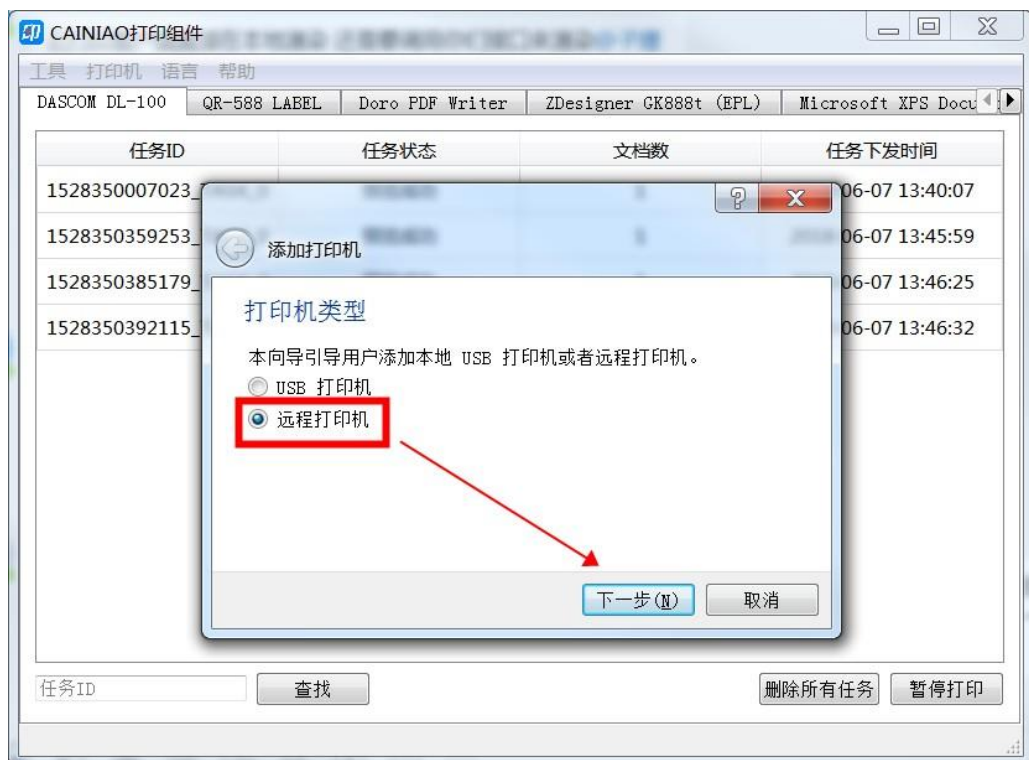 CAINIAO打印组件
工具 打印机 语言 帮助
DASCOM DL-100 QR-588 LABEL Doro PDF Writer ZDesigner GK888t (EPL) Microsoft XPS Docu
任务ID 任务状态 文档数 任务下发时间
1528350007023_ 06-07 13:40:07
1528350359253_ 06-07 13:45:59
1528350385179_ 06-07 13:46:25
1528350392115_ 06-07 13:46:32
添加打印机
打印机类型
本向导引导用户添加本地 USB 打印机或者远程打印机。
USB 打印机
远程打印机
下一步(N) 取消
任务ID 查找 删除所有任务 暂停打印